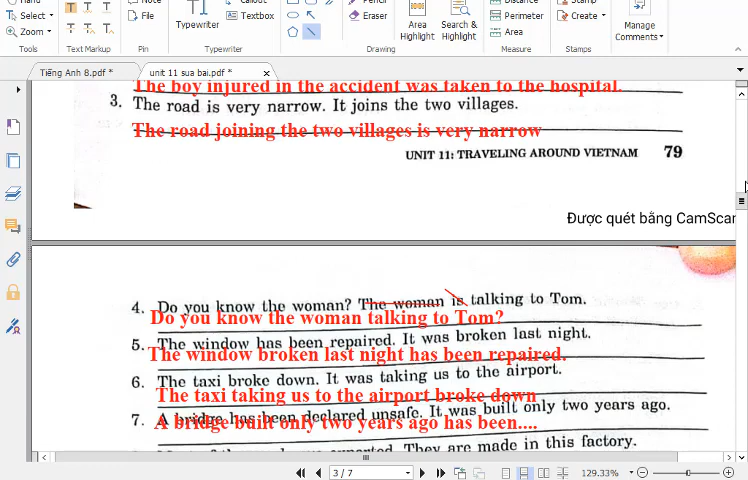 Hand
Note
Callout
Accident
Select
File
Textbox
Pencil
Eraser
Distance
Perimeter
Stamp
Create
Zoom
Typewriter
Area
Highlight
Search &
Highlight
Area
Manage
Comments
Tools
Text Markup
Pin
Typewriter
Drawing
Measure
Stamps
Comments
Tiếng Anh 8.pdf *
unit 11 sua bai.pdf *
The boy injured in the accident was taken to the hospital.
3. The road is very narrow. It joins the two villages.
The road joining the two villages is very narrow
UNIT 11: TRAVELING AROUND VIETNAM 79
Được quét bằng CamScan
4. Do you know the woman? The woman is talking to Tom.
Do you know the woman talking to Tom?
5. The window has been repaired. It was broken last night.
The window broken last night has been repaired.
6. The taxi broke down. It was taking us to the airport.
The taxi taking us to the airport broke down
7. A bridge has been declared unsafe. It was built only two years ago.
A bridge built only two years ago has been....
exported. They are made in this factory.
3 / 7
129.33%